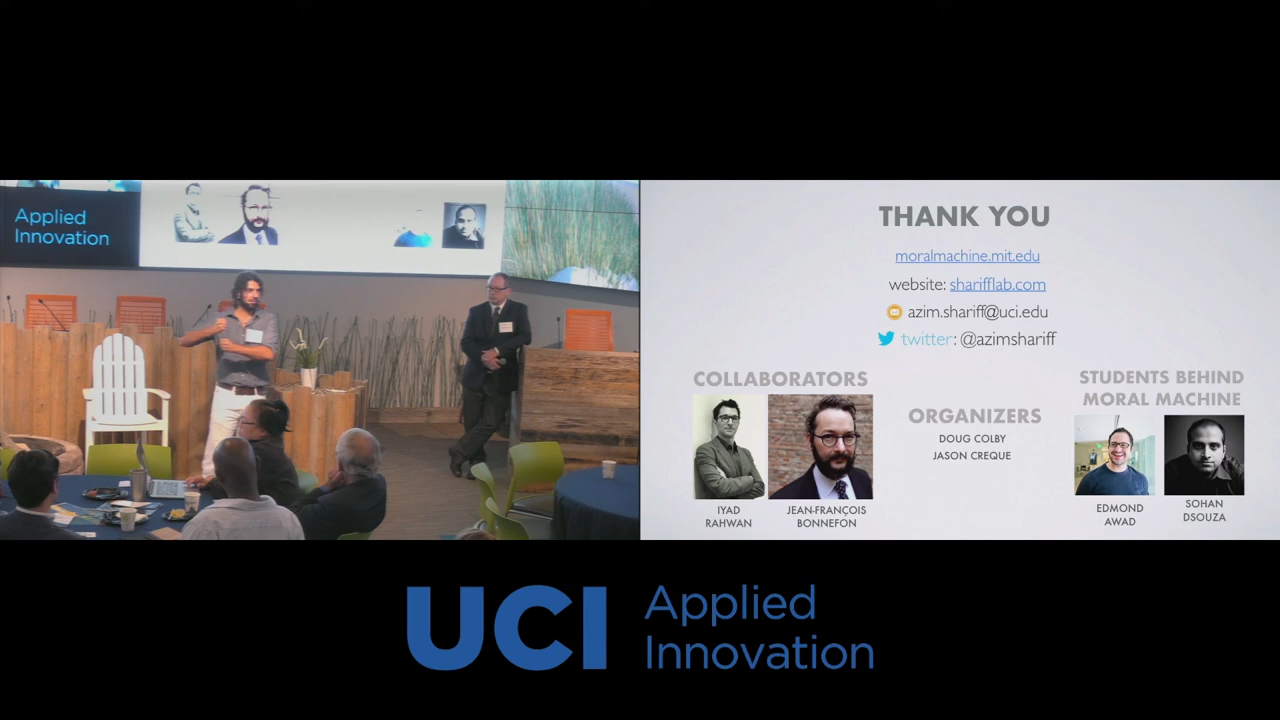 Applied
Innovation
THANK YOU
moralmachine.mit.edu
website: sharifflab.com
azim.shariff@uci.edu
twitter: @azimshariff
COLLABORATORS
IYAD
RAHWAN
JEAN-FRANÇOIS
BONNEFON
ORGANIZERS
DOUG COLBY
JASON CREQUE
STUDENTS BEHIND
MORAL MACHINE
EDMOND
AWAD
SOHAN
DSOUZA
UCI Applied
Innovation